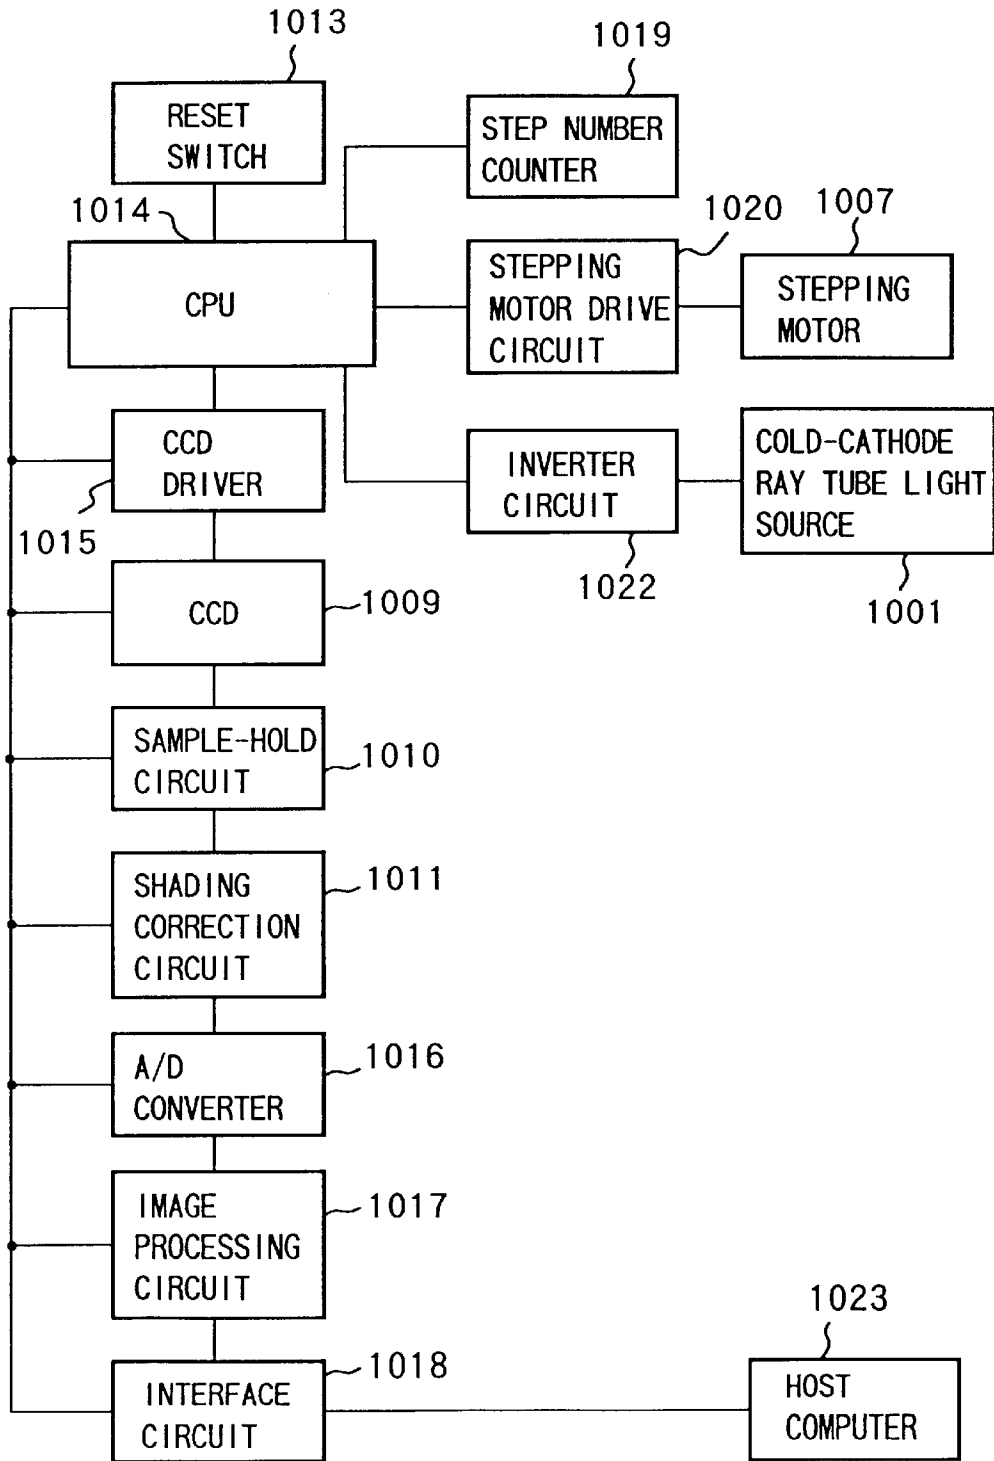 1013
RESET
SWITCH
1019
STEP NUMBER
COUNTER
1014
CPU
1020
STEPPING
MOTOR DRIVE
CIRCUIT
1007
STEPPING
MOTOR
CCD
DRIVER
1015
INVERTER
CIRCUIT
1022
COLD-CATHODE
RAY TUBE LIGHT
SOURCE
1001
CCD
1009
SAMPLE-HOLD
CIRCUIT
1010
SHADING
CORRECTION
CIRCUIT
1011
A/D
CONVERTER
1016
IMAGE
PROCESSING
CIRCUIT
1017
INTERFACE
CIRCUIT
1018
1023
HOST
COMPUTER